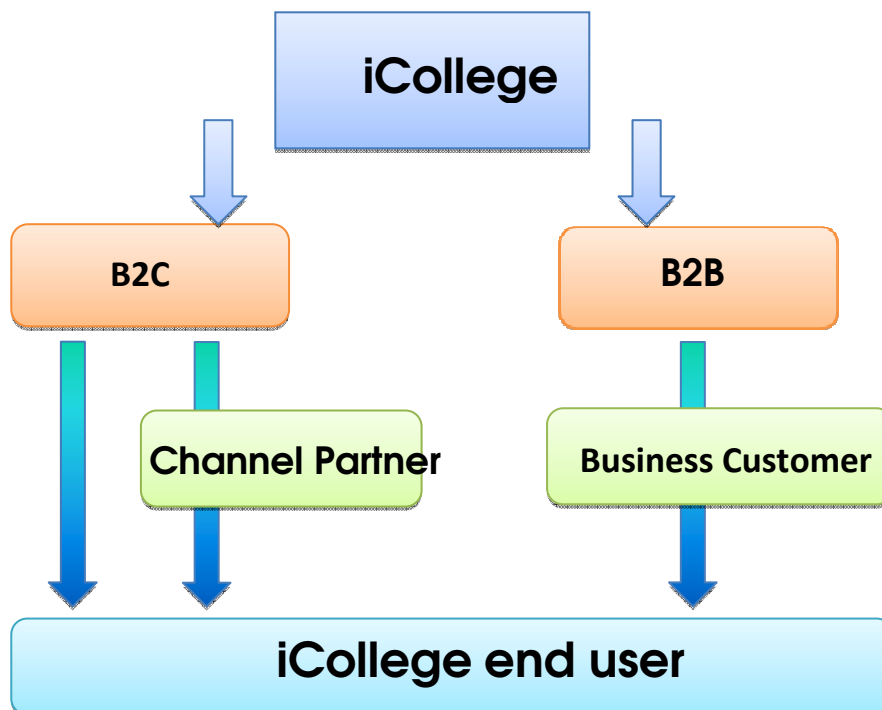 iCollege
B2C
B2B
Channel Partner
Business Customer
iCollege end user